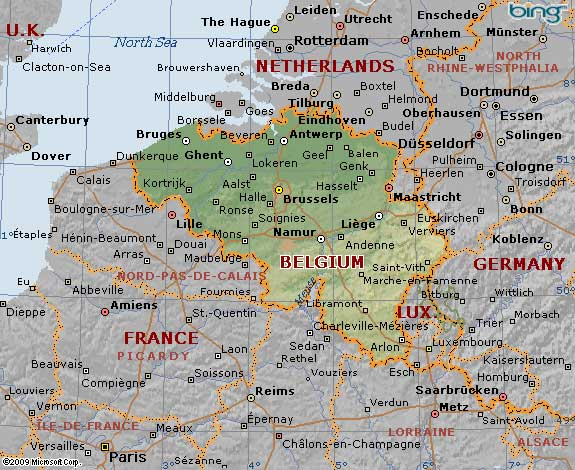 Leiden
Enschede
bing
The Hague
Utrecht
U.K.
Vlaardingen
Rotterdam
Arnhem
Münster
North Sea
Harwich
Bocholt
NORTH
Clacton-on-Sea
Brouwershaven
NETHERLANDS
RHINE-WESTPHALIA
Breda
Boxtel
Dortmund
Middelburg
Goes
Tilburg
Helmond
Essen
Canterbury
Borssele
Eindhoven
Oberhausen
Bruges
Beveren
Antwerp
Budel
Solingen
Dover
Dunkerque
Ghent
Lokeren
Geel
Balen
Düsseldorf
Genk
Pulheim
Cologne
Calais
Kortrijk
Aalst
Hasselt
Heerlen
Troisdorf
Boulogne-sur-Mer
Halle
Brussels
Maastricht
Ronse
Bonn
Lille
Soignies
Liège
Euskirchen
1°
Étaples
Namur
Verviers
Koblenz
1°
Hénin-Beaumont
Douai
Andenne
Arras
Maubeuge
BELGIUM
Saint-Vith
GERMANY
Eu
NORD-PAS-DE-CALAIS
Marche-en-Famenne
Abbeville
Fournies
Meuse
Bitburg
Wittlich
Dieppe
Amiens
St.-Quentin
Libramont
LUX.
Morbach
Charleville-Mézières
Trier
FRANCE
Sedan
Luxembourg
PICARDY
Laon
Rethel
Arlon
Kaiserslautern
Beauvais
Compiègne
Soissons
Vouziers
Esch
Homburg
Louviers
Reims
Saarbrücken
Vernon
Verdun
Metz
Saint-Avold
ÎLE-DE-FRANCE
Meaux
Épernay
LORRAINE
ALSACE
Versailles
Paris
Châlons-en-Champagne
©2009 Microsoft Corp.